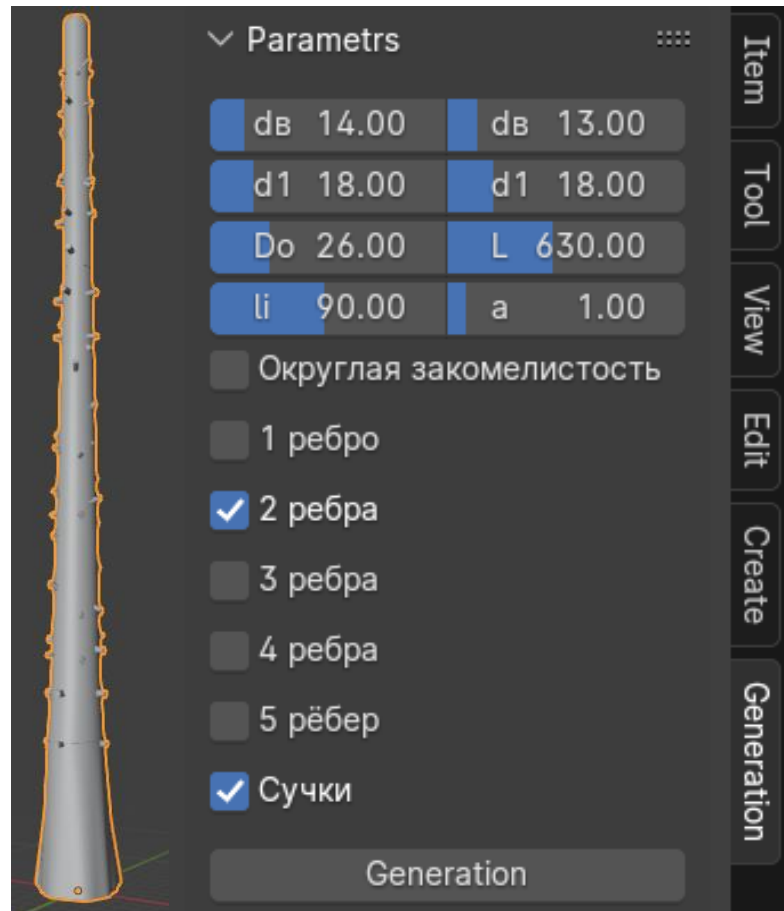 Parametrs
dв 14.00 dв 13.00
d1 18.00 d1 18.00
Do 26.00 L 630.00
li 90.00 a 1.00
Округлая закомелистость
1 ребро
2 ребра
3 ребра
4 ребра
5 рёбер
Сучки
Generation
Item
Tool
View
Edit
Create
Generation